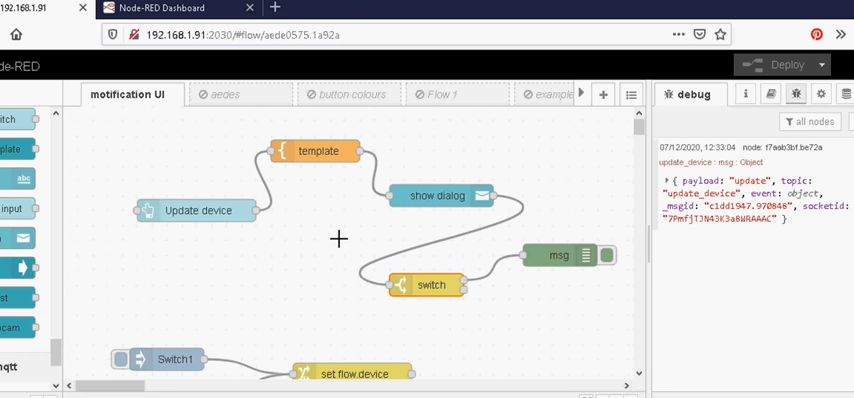 192.168.1.91
Node-RED Dashboard
192.168.1.91:2030/#flow/aede0575.1a92a
de-RED
Deploy
motification UI
aedes
button colours
Flow 1
example
debug
all nodes
itch
plate
abc
input
st
cam
mqtt
template
Update device
show dialog
switch
msg
Switch1
set flow.device
07/12/2020, 12:33:04 node: f7aab3bf.be72a
update_device : msg : Object
{ payload: "update", topic:
"update_device", event: object,
_msgid: "c1dd1947.970848", socketid:
}